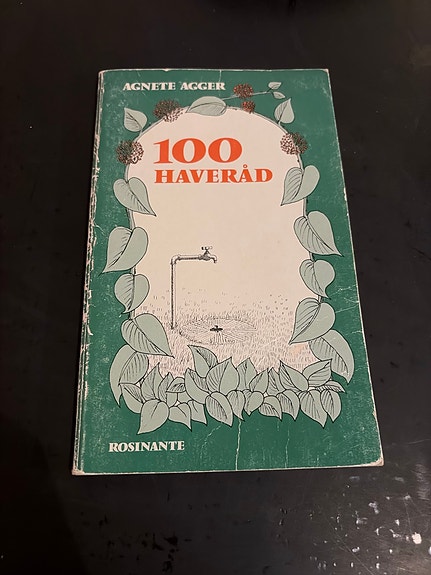 AGNETE AGGER
100
HAVERÅD
ROSINANTE